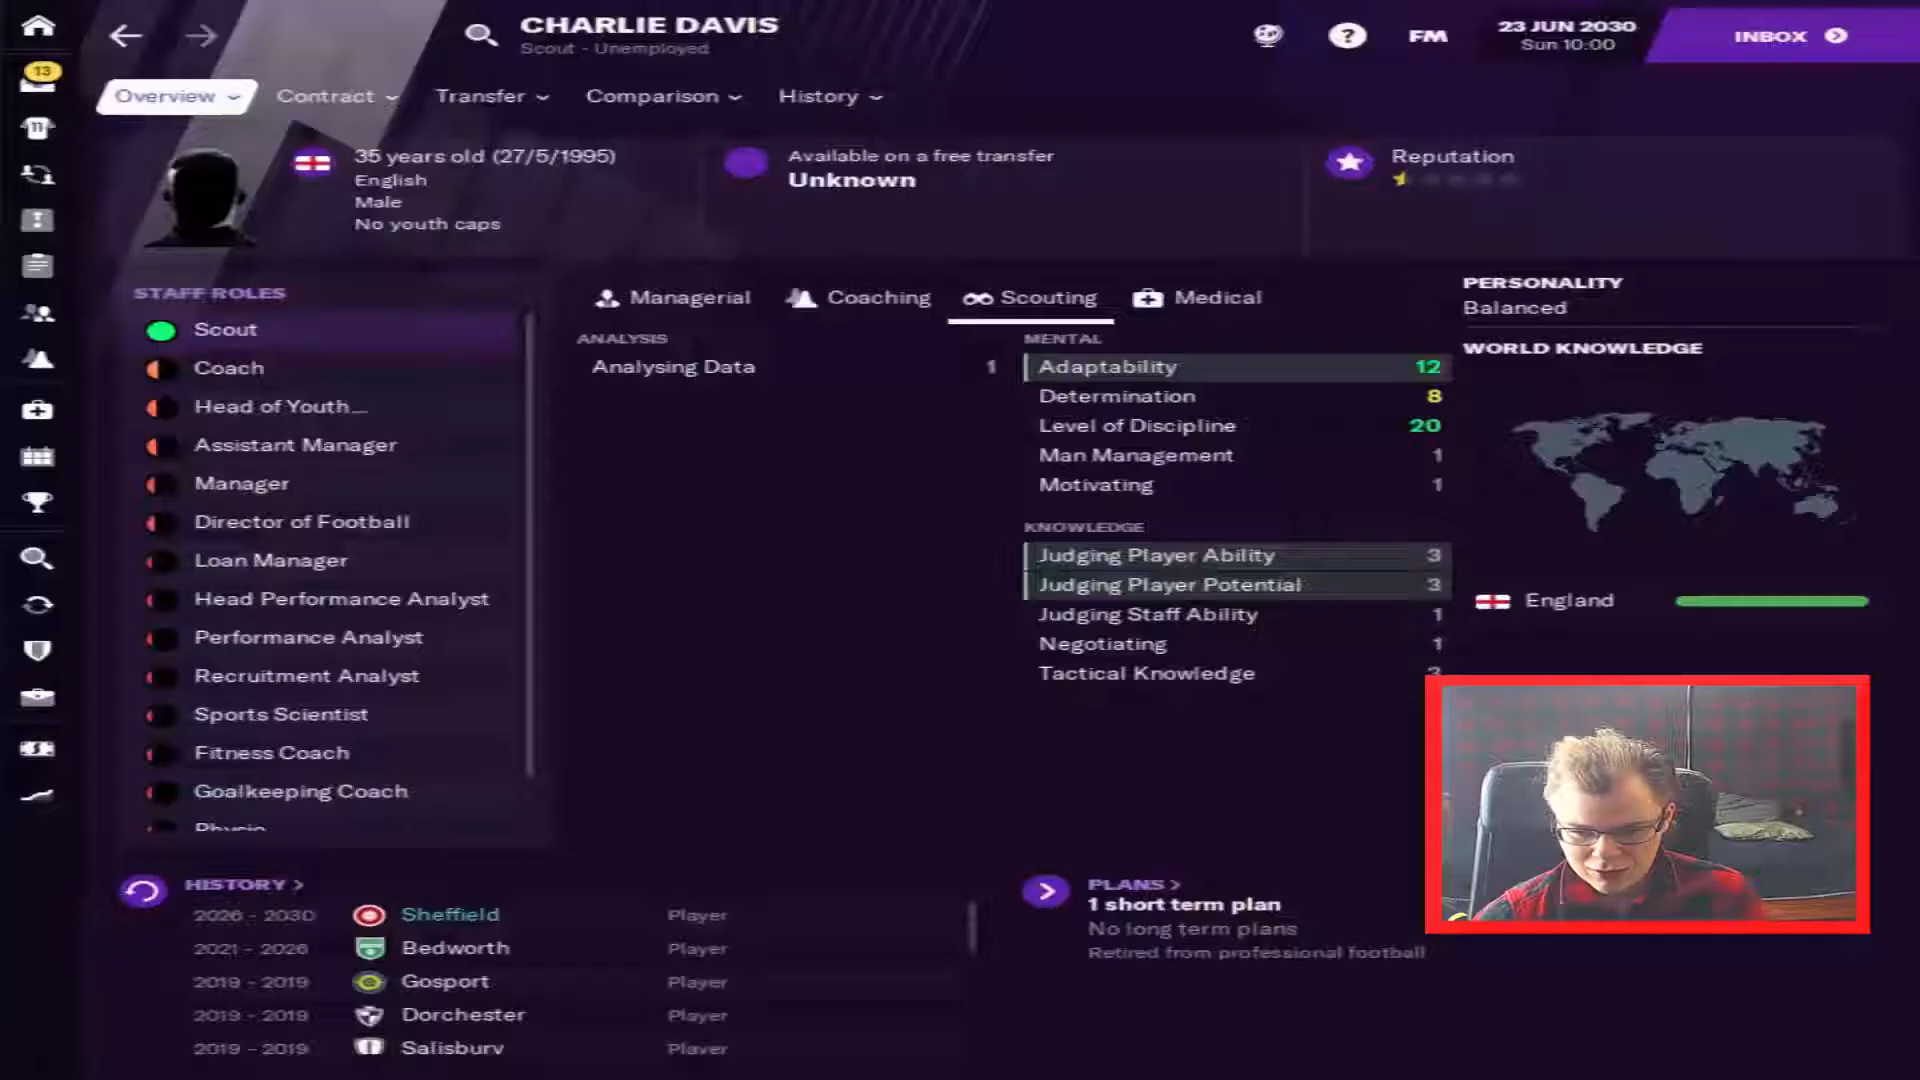 CHARLIE DAVIS
Scout - Unemployed
FM
23 JUN 2030
Sun 10:00
INBOX
13
Overview
Contract
Transfer
Comparison
History
35 years old (27/5/1995)
English
Male
No youth caps
Available on a free transfer
Unknown
Reputation
STAFF ROLES
Scout
Coach
Head of Youth...
Assistant Manager
Manager
Director of Football
Loan Manager
Head Performance Analyst
Performance Analyst
Recruitment Analyst
Sports Scientist
Fitness Coach
Goalkeeping Coach
Physio
Managerial
Coaching
Scouting
Medical
ANALYSIS
Analysing Data 1
MENTAL
Adaptability 12
Determination 8
Level of Discipline 20
Man Management 1
Motivating 1
KNOWLEDGE
Judging Player Ability 3
Judging Player Potential 3
Judging Staff Ability 1
Negotiating 1
Tactical Knowledge 3
PERSONALITY
Balanced
WORLD KNOWLEDGE
England
HISTORY >
2026 - 2030 Sheffield Player
2021 - 2026 Bedworth Player
2019 - 2019 Gosport Player
2019 - 2019 Dorchester Player
2019 - 2019 Salisbury Player
PLANS >
1 short term plan
No long term plans
Retired from professional football